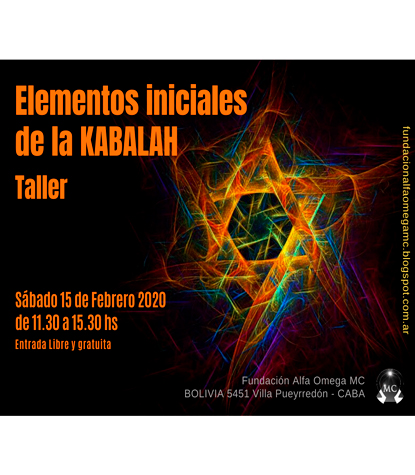 Elementos iniciales
de la KABALAH
Taller
Sábado 15 de Febrero 2020
de 11.30 a 15.30 hs
Entrada Libre y gratuita
fundacionalfaomegamc.blogspot.com.ar
Fundación Alfa Omega MC
BOLIVIA 5451 Villa Pueyrredón - CABA
MC